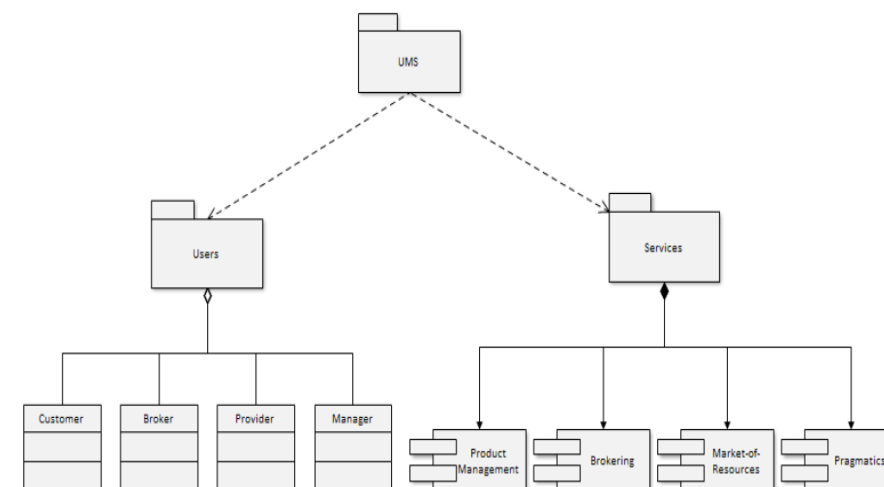 UMS
Users
Services
Customer
Broker
Provider
Manager
Product
Management
Brokering
Market-of-
Resources
Pragmatics